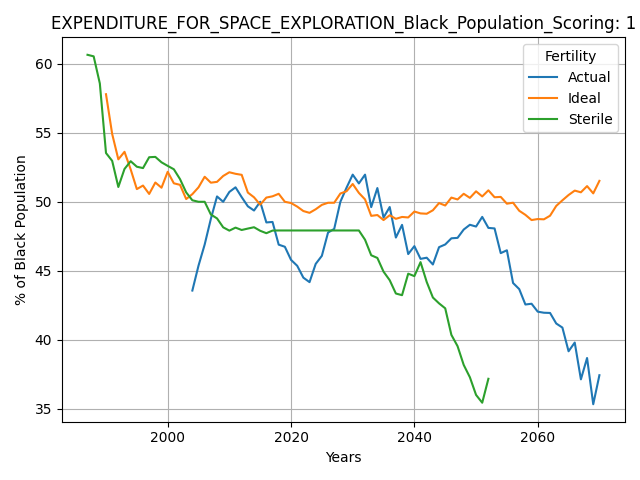 EXPENDITURE_FOR_SPACE_EXPLORATION_Black_Population_Scoring: 1
% of Black Population
60
55
50
45
40
35
Fertility
Actual
Ideal
Sterile
2000
2020
2040
2060
Years